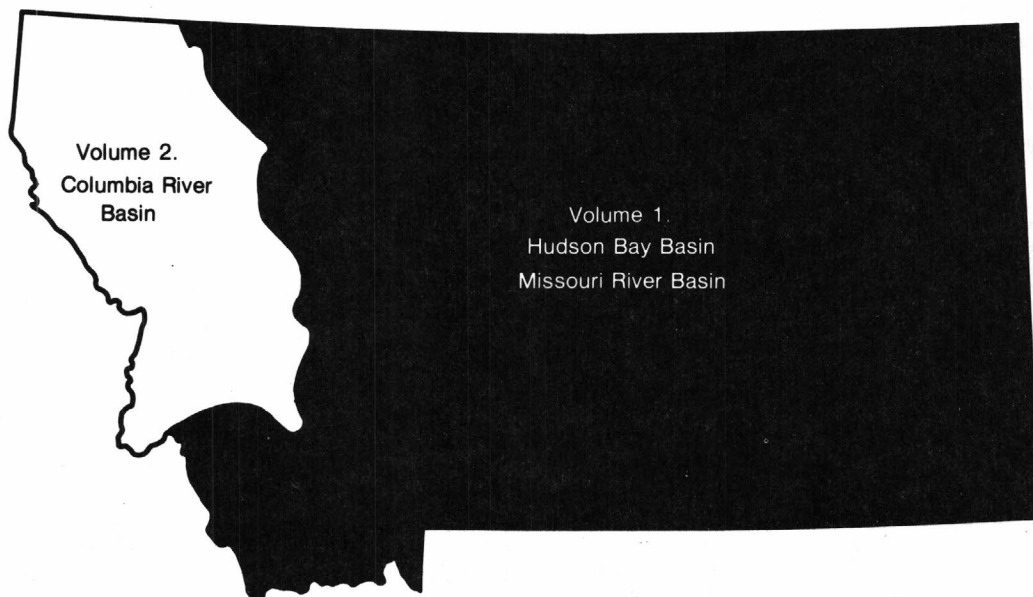 Volume 2.
Columbia River
Basin
Volume 1.
Hudson Bay Basin
Missouri River Basin